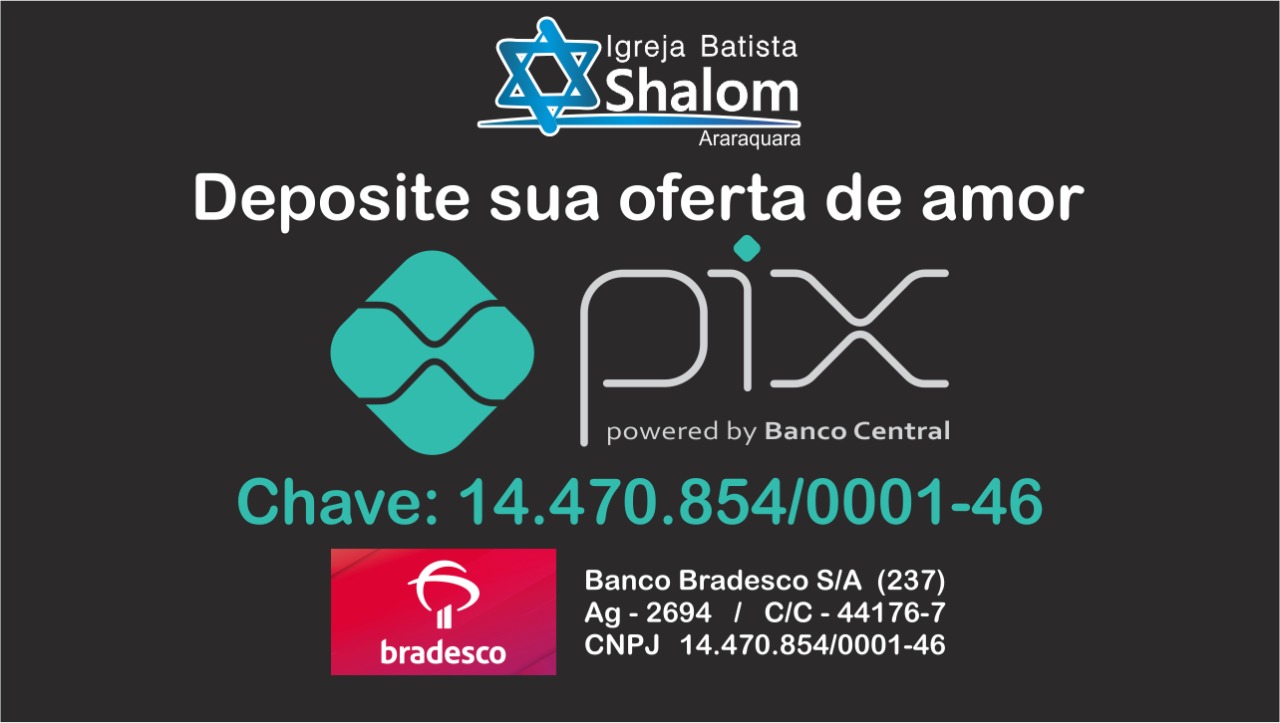 Igreja Batista
Shalom
Araraquara
Deposite sua oferta de amor
pix
powered by Banco Central
Chave: 14.470.854/0001-46
bradesco
Banco Bradesco S/A (237)
Ag - 2694 / C/C - 44176-7
CNPJ 14.470.854/0001-46